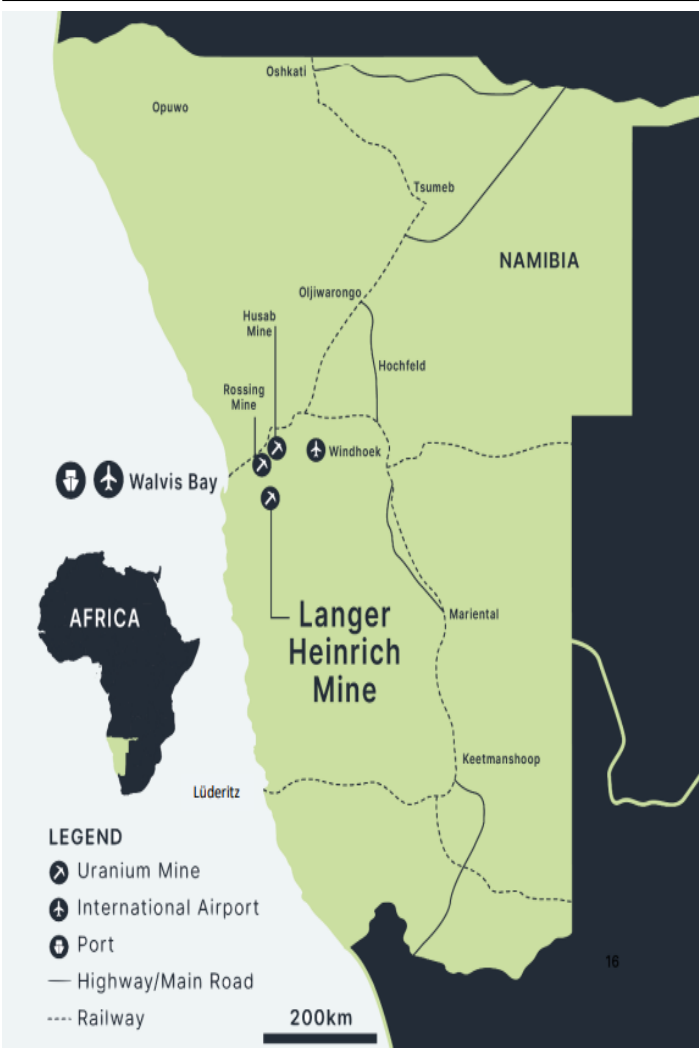 Oshkati
Opuwo
Tsumeb
NAMIBIA
Oljiwarongo
Husab
Mine
Hochfeld
Rossing
Mine
Windhoek
Walvis Bay
AFRICA
Langer
Heinrich
Mine
Mariental
Keetmanshoop
Lüderitz
LEGEND
Uranium Mine
International Airport
Port
Highway/Main Road
Railway
16
200km